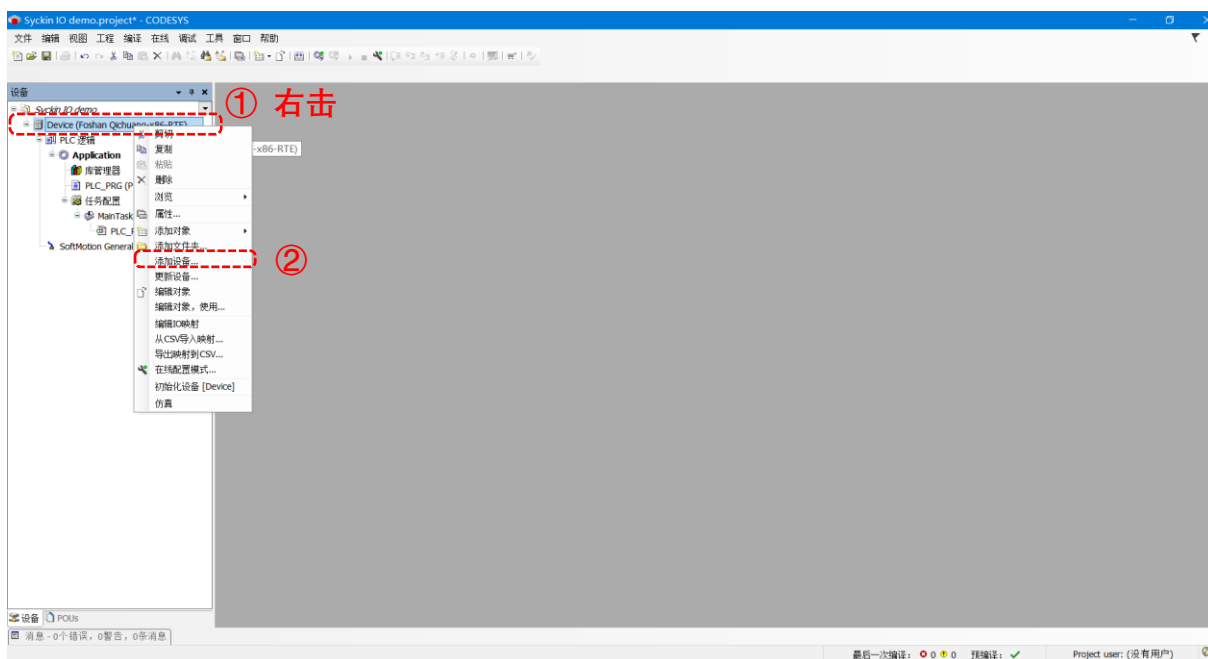 Syckin IO demo.project* - CODESYS
文件 编辑 视图 工程 编译 在线 调试 工具 窗口 帮助
设备
Syckin IO demo
① 右击
Device (Foshan Qichuang-x86-RTE)
剪切
PLC 逻辑
复制
-x86-RTE)
Application
粘贴
库管理器
删除
PLC_PRG (P
浏览
任务配置
属性...
MainTask
添加对象
PLC_
添加文件夹...
SoftMotion General
添加设备...
②
更新设备...
编辑对象
编辑对象，使用...
编辑IO映射
从CSV导入映射...
导出映射到CSV...
在线配置模式...
初始化设备 [Device]
仿真
设备 POUs
消息 - 0个错误，0警告，0条消息
最后一次编译： 0 0 预编译： Project user: (没有用户)